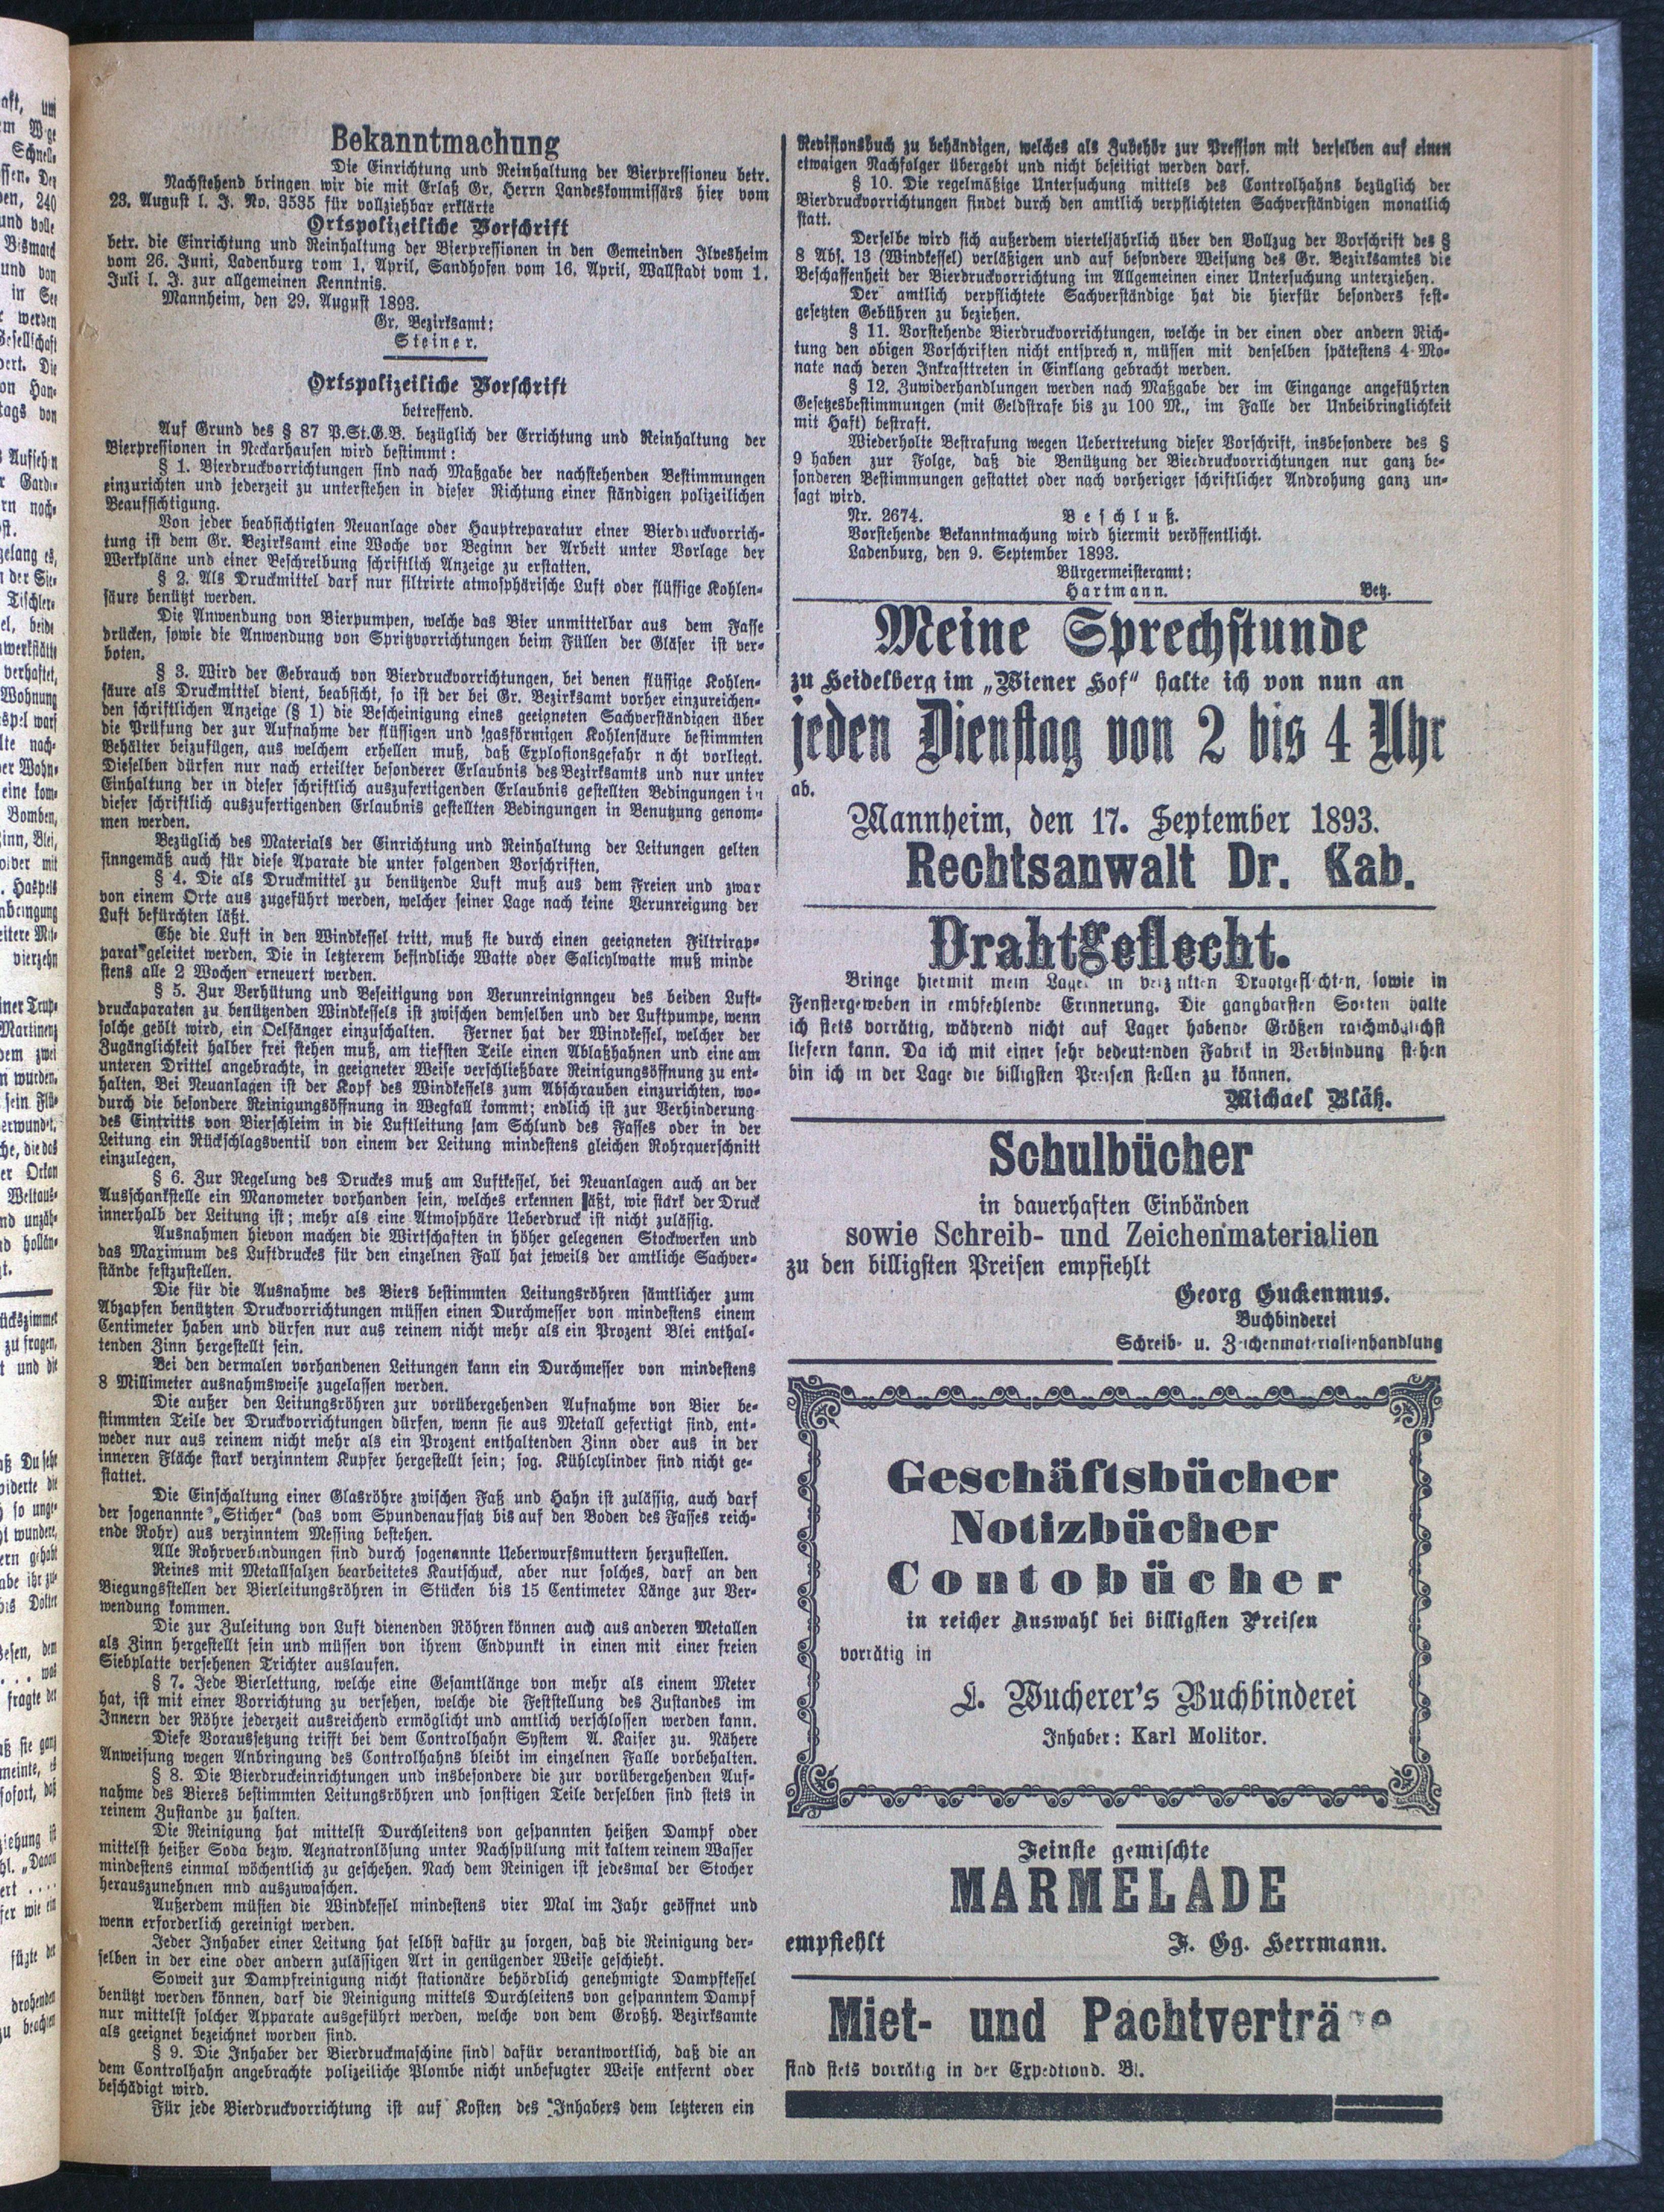 Bekanntmachung
Die Einrichtung und Reinhaltung der Bierpressioneu betr.
Nachstehend bringen wir die mit Erlaß Gr. Herrn Landeskommissärs hier vom
23. August l. J. No. 3535 für vollziehbar erklärte
Ortspolizeiliche Vorschrift
betr. die Einrichtung und Reinhaltung der Bierpressionen in den Gemeinden Ilvesheim
vom 26. Juni, Ladenburg vom 1. April, Sandhofen vom 16. April, Wallstadt vom 1.
Juli l. J. zur allgemeinen Kenntnis.
Mannheim, den 29. August 1893.
Gr. Bezirksamt:
Steiner.
Ortspolizeiliche Vorschrift
betreffend.
Auf Grund des § 87 P.St.G.B. bezüglich der Errichtung und Reinhaltung der
Bierpressionen in Neckarhausen wird bestimmt:
§ 1. Bierdruckvorrichtungen sind nach Maßgabe der nachstehenden Bestimmungen
einzurichten und jederzeit zu unterstehen in dieser Richtung einer ständigen polizeilichen
Beaufsichtigung.
Von jeder beabsichtigten Neuanlage oder Hauptreparatur einer Bierdruckvorrich-
tung ist dem Gr. Bezirksamt eine Woche vor Beginn der Arbeit unter Vorlage der
Werkpläne und einer Beschreibung schriftlich Anzeige zu erstatten.
§ 2. Als Druckmittel darf nur filtrirte atmosphärische Luft oder flüssige Kohlen-
säure benützt werden.
Die Anwendung von Bierpumpen, welche das Bier unmittelbar aus dem Fasse
drücken, sowie die Anwendung von Spritzvorrichtungen beim Füllen der Gläser ist ver-
boten.
§ 3. Wird der Gebrauch von Bierdruckvorrichtungen, bei denen flüssige Kohlen-
säure als Druckmittel dient, beabsicht, so ist der bei Gr. Bezirksamt vorher einzureichen-
den schriftlichen Anzeige (§ 1) die Bescheinigung eines geeigneten Sachverständigen über
die Prüfung der zur Aufnahme der flüssigen und gasförmigen Kohlensäure bestimmten
Behälter beizufügen, aus welchem erhellen muß, daß Explosionsgefahr n cht vorliegt.
Dieselben dürfen nur nach erteilter besonderer Erlaubnis des Bezirksamts und nur unter
Einhaltung der in dieser schriftlich auszufertigenden Erlaubnis gestellten Bedingungen in
dieser schriftlich auszufertigenden Erlaubnis gestellten Bedingungen in Benutzung genom-
men werden.
Bezüglich des Materials der Einrichtung und Reinhaltung der Leitungen gelten
sinngemäß auch für diese Aparate die unter folgenden Vorschriften.
§ 4. Die als Druckmittel zu benützende Luft muß aus dem Freien und zwar
von einem Orte aus zugeführt werden, welcher seiner Lage nach keine Verunreigung der
Luft befürchten läßt.
Ehe die Luft in den Windkessel tritt, muß sie durch einen geeigneten Filtrirap-
parat geleitet werden. Die in letzterem befindliche Watte oder Salicylwatte muß minde
stens alle 2 Wochen erneuert werden.
§ 5. Zur Verhütung und Beseitigung von Verunreinignngeu des beiden Luft-
druckaparaten zu benützenden Windkessels ist zwischen demselben und der Luftpumpe, wenn
solche geölt wird, ein Oelfänger einzuschalten. Ferner hat der Windkessel, welcher der
Zugänglichkeit halber frei stehen muß, am tiefsten Teile einen Ablaßhahnen und eine am
unteren Drittel angebrachte, in geeigneter Weise verschließbare Reinigungsöffnung zu ent-
halten. Bei Neuanlagen ist der Kopf des Windkessels zum Abschrauben einzurichten, wo-
durch die besondere Reinigungsöffnung in Wegfall kommt; endlich ist zur Verhinderung
des Eintritts von Bierschleim in die Luftleitung sam Schlund des Fasses oder in der
Leitung ein Rückschlagsventil von einem der Leitung mindestens gleichen Rohrquerschnitt
einzulegen,
§ 6. Zur Regelung des Druckes muß am Luftkessel, bei Neuanlagen auch an der
Ausschankstelle ein Manometer vorhanden sein, welches erkennen läßt, wie stark der Druck
innerhalb der Leitung ist; mehr als eine Atmosphäre Ueberdruck ist nicht zulässig.
Ausnahmen hievon machen die Wirtschaften in höher gelegenen Stockwerken und
das Maximum des Luftdruckes für den einzelnen Fall hat jeweils der amtliche Sachver-
stände festzustellen.
Die für die Ausnahme des Biers bestimmten Leitungsröhren sämtlicher zum
Abzapfen benützten Druckvorrichtungen müssen einen Durchmesser von mindestens einem
Centimeter haben und dürfen nur aus reinem nicht mehr als ein Prozent Blei enthal-
tenden Zinn hergestellt sein.
Bei den dermalen vorhandenen Leitungen kann ein Durchmesser von mindestens
8 Millimeter ausnahmsweise zugelassen werden.
Die außer den Leitungsröhren zur vorübergehenden Aufnahme von Bier be-
stimmten Teile der Druckvorrichtungen dürfen, wenn sie aus Metall gefertigt sind, ent-
weder nur aus reinem nicht mehr als ein Prozent enthaltenden Zinn oder aus in der
inneren Fläche stark verzinntem Kupfer hergestellt sein; sog. Kühlcylinder sind nicht ge-
stattet.
Die Einschaltung einer Glasröhre zwischen Faß und Hahn ist zulässig, auch darf
der sogenannte „Sticher“ (das vom Spundenaufsatz bis auf den Boden des Fasses reich-
ende Rohr) aus verzinntem Messing bestehen.
Alle Rohrverbindungen sind durch sogenannte Ueberwurfsmuttern herzustellen.
Reines mit Metallsalzen bearbeitetes Kautschuck, aber nur solches, darf an den
Biegungsstellen der Bierleitungsröhren in Stücken bis 15 Centimeter Länge zur Ver-
wendung kommen.
Die zur Zuleitung von Luft dienenden Röhren können auch aus anderen Metallen
als Zinn hergestellt sein und müssen von ihrem Endpunkt in einen mit einer freien
Siebplatte versehenen Trichter auslaufen.
§ 7. Jede Bierlettung, welche eine Gesamtlänge von mehr als einem Meter
hat, ist mit einer Vorrichtung zu versehen, welche die Feststellung des Zustandes im
Innern der Röhre jederzeit ausreichend ermöglicht und amtlich verschlossen werden kann.
Diese Voraussetzung trifft bei dem Controlhahn System A. Kaiser zu. Nähere
Anweisung wegen Anbringung des Controlhahns bleibt im einzelnen Falle vorbehalten.
§ 8. Die Bierdruckeinrichtungen und insbesondere die zur vorübergehenden Auf-
nahme des Bieres bestimmten Leitungsröhren und sonstigen Teile derselben sind stets in
reinem Zustande zu halten.
Die Reinigung hat mittelst Durchleitens von gespannten heißen Dampf oder
mittelst heißer Soda bezw. Aeznatronlösung unter Nachspülung mit kaltem reinem Wasser
mindestens einmal wöchentlich zu geschehen. Nach dem Reinigen ist jedesmal der Stocher
herauszunehmen nnd auszuwaschen.
Außerdem müssen die Windkessel mindestens vier Mal im Jahr geöffnet und
wenn erforderlich gereinigt werden.
Jeder Inhaber einer Leitung hat selbst dafür zu sorgen, daß die Reinigung der-
selben in der eine oder andern zulässigen Art in genügender Weise geschieht.
Soweit zur Dampfreinigung nicht stationäre behördlich genehmigte Dampfkessel
benützt werden können, darf die Reinigung mittels Durchleitens von gespanntem Dampf
nur mittelst solcher Apparate ausgeführt werden, welche von dem Großh. Bezirksamte
als geeignet bezeichnet worden sind.
§ 9. Die Inhaber der Bierdruckmaschine sind dafür verantwortlich, daß die an
dem Controlhahn angebrachte polizeiliche Plombe nicht unbefugter Weise entfernt oder
beschädigt wird.
Für jede Bierdruckvorrichtung ist auf Kosten des Inhabers dem letzteren ein
Revisionsbuch zu behändigen, welches als Zubehör zur Pression mit derselben auf einen
etwaigen Nachfolger übergeht und nicht beseitigt werden darf.
§ 10. Die regelmäßige Untersuchung mittels des Controlhahns bezüglich der
Bierdruckvorrichtungen findet durch den amtlich verpflichteten Sachverständigen monatlich
statt.
Derselbe wird sich außerdem vierteljährlich über den Vollzug der Vorschrift des §
8 Abs. 13 (Windkessel) verläßigen und auf besondere Weisung des Gr. Bezirksamtes die
Beschaffenheit der Bierdruckvorrichtung im Allgemeinen einer Untersuchung unterziehen.
Der amtlich verpflichtete Sachverständige hat die hierfür besonders fest-
gesetzten Gebühren zu beziehen.
§ 11. Vorstehende Bierdruckvorrichtungen, welche in der einen oder andern Rich-
tung den obigen Vorschriften nicht entsprech n, müssen mit denselben spätestens 4 Mo-
nate nach deren Inkrafttreten in Einklang gebracht werden.
§ 12. Zuwiderhandlungen werden nach Maßgabe der im Eingange angeführten
Gesetzesbestimmungen (mit Geldstrafe bis zu 100 M., im Falle der Unbeibringlichkeit
mit Haft) bestraft.
Wiederholte Bestrafung wegen Uebertretung dieser Vorschrift, insbesondere des §
9 haben zur Folge, daß die Benützung der Bierdruckvorrichtungen nur ganz be-
sonderen Bestimmungen gestattet oder nach vorheriger schriftlicher Androhung ganz un-
sagt wird.
Nr. 2674. Beschluß.
Vorstehende Bekanntmachung wird hiermit veröffentlicht.
Ladenburg, den 9. September 1893.
Bürgermeisteramt:
Hartmann. Betz.
Meine Sprechstunde
zu Heidelberg im „Wiener Hof“ halte ich von nun an
jeden Dienstag von 2 bis 4 Uhr
ab.
Mannheim, den 17. September 1893.
Rechtsanwalt Dr. Kab.
Drahtgeflecht.
Bringe hiermit mein Lager in verzinkten Drahtgeflechten, sowie in
Fenstergeweben in embfehlende Erinnerung. Die gangbarsten Sorten halte
ich stets vorrätig, während nicht auf Lager habende Größen raschmöglichst
liefern kann. Da ich mit einer sehr bedeutenden Fabrik in Verbindung stehen
bin ich in der Lage die billigsten Preisen stellen zu können.
Michael Bläß.
Schulbücher
in dauerhaften Einbänden
sowie Schreib- und Zeichenmaterialien
zu den billigsten Preisen empfiehlt
Georg Guckenmus.
Buchbinderei
Schreib- u. Zeichenmaterialienhandlung
Geschäftsbücher
Notizbücher
Contobücher
in reicher Auswahl bei billigsten Preisen
vorrätig in
L. Wucherer's Buchbinderei
Inhaber: Karl Molitor.
Feinste gemischte
MARMELADE
empfiehlt J. Gg. Herrmann.
Miet- und Pachtverträge
sind stets vorrätig in der Expedtiond. Bl.